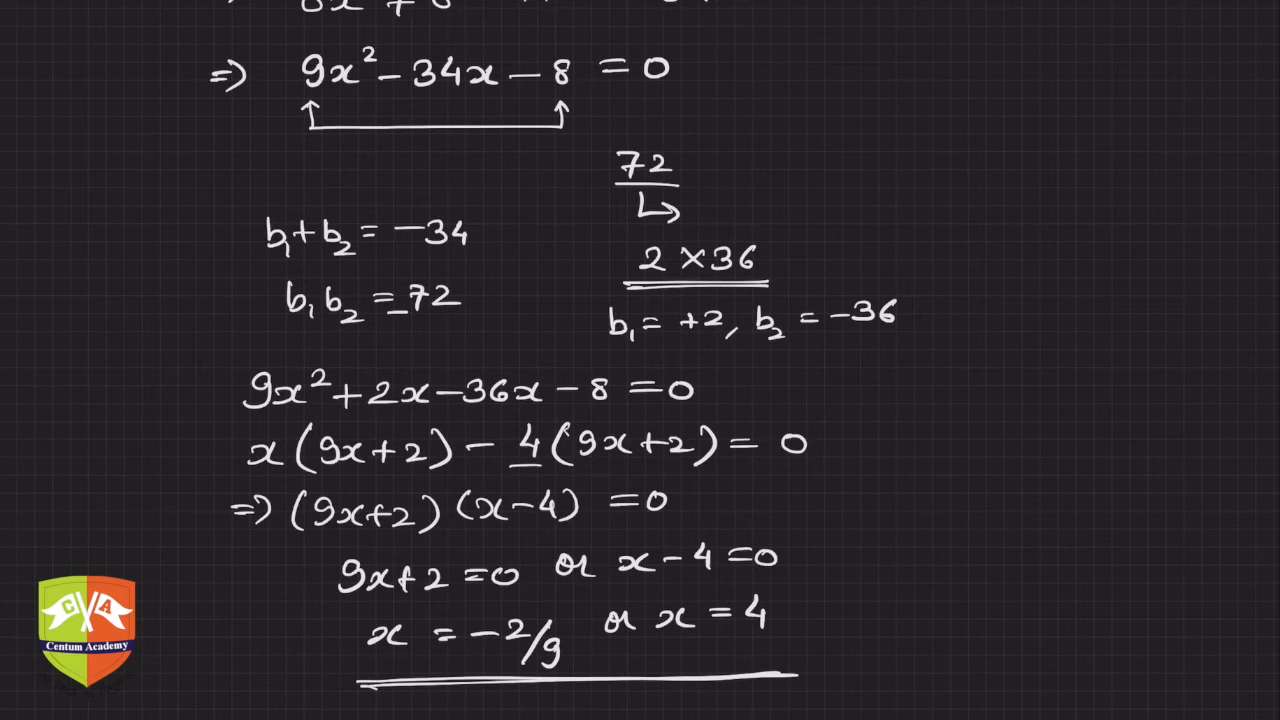 => 9x² - 34x - 8 = 0
72
b₁ + b₂ = -34
2 × 36
b₁ b₂ = -72
b₁ = +2, b₂ = -36
9x² + 2x - 36x - 8 = 0
x(9x+2) - 4(9x+2) = 0
=> (9x+2) (x-4) = 0
9x+2 = 0 or x - 4 = 0
x = -2/9 or x = 4
C A
Centum Academy